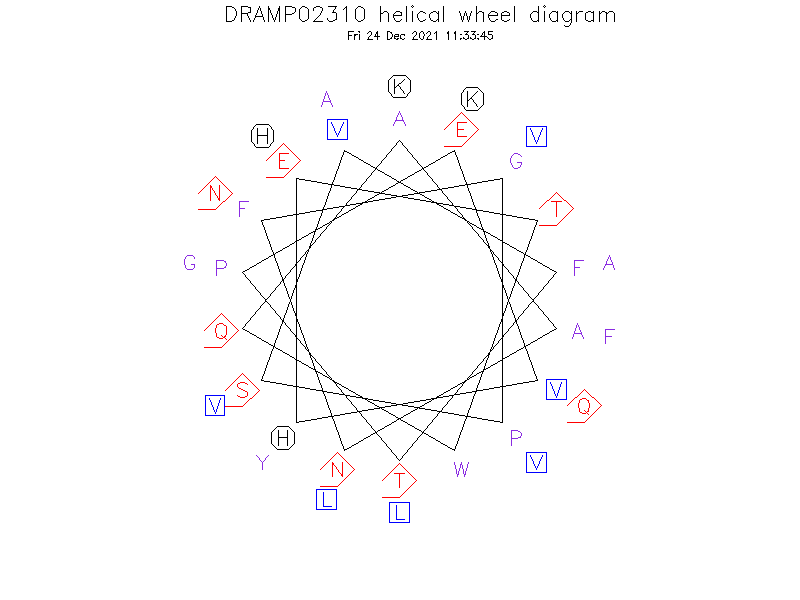 DRAMP02310 helical wheel diagram
Fri 24 Dec 2021 11:33:45
K
A K
A
H V E V
E G
N F T
G P F A
Q A F
V S V Q
H P
Y N W V
L T
L